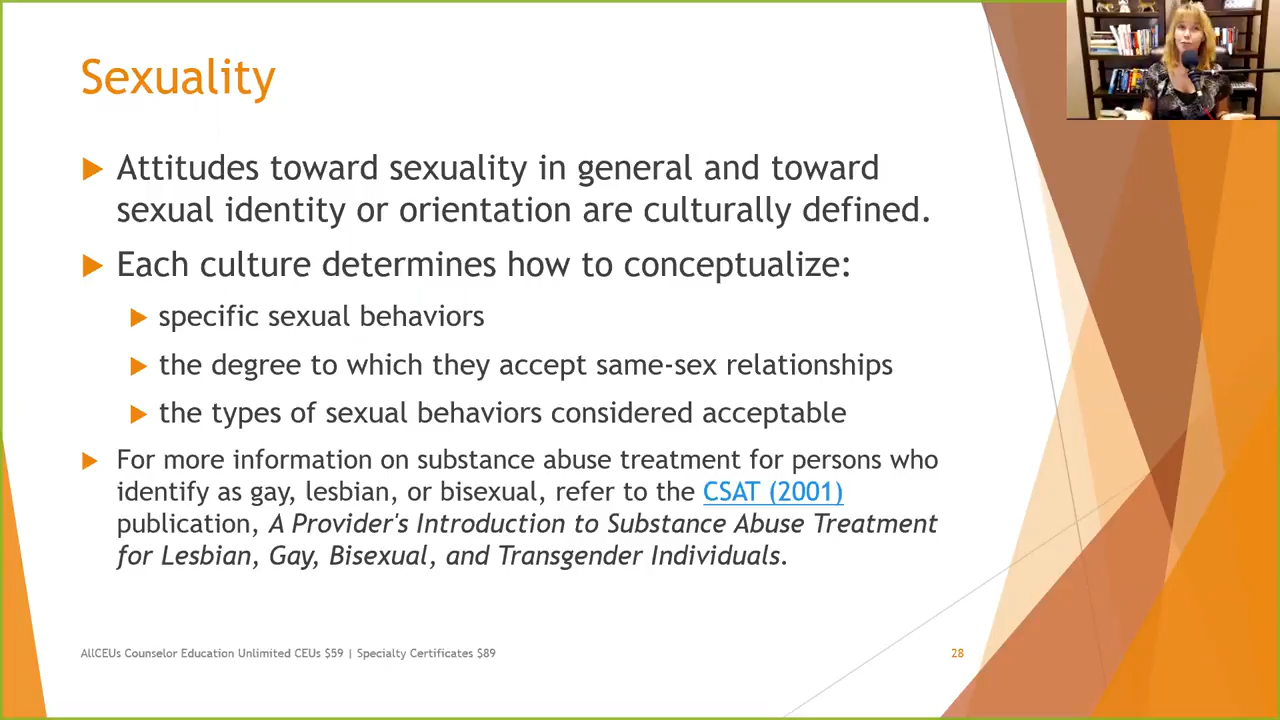 Sexuality
Attitudes toward sexuality in general and toward
sexual identity or orientation are culturally defined.
Each culture determines how to conceptualize:
specific sexual behaviors
the degree to which they accept same-sex relationships
the types of sexual behaviors considered acceptable
For more information on substance abuse treatment for persons who
identify as gay, lesbian, or bisexual, refer to the CSAT (2001)
publication, A Provider's Introduction to Substance Abuse Treatment
for Lesbian, Gay, Bisexual, and Transgender Individuals.
AllCEUs Counselor Education Unlimited CEUs $59 | Specialty Certificates $89
28